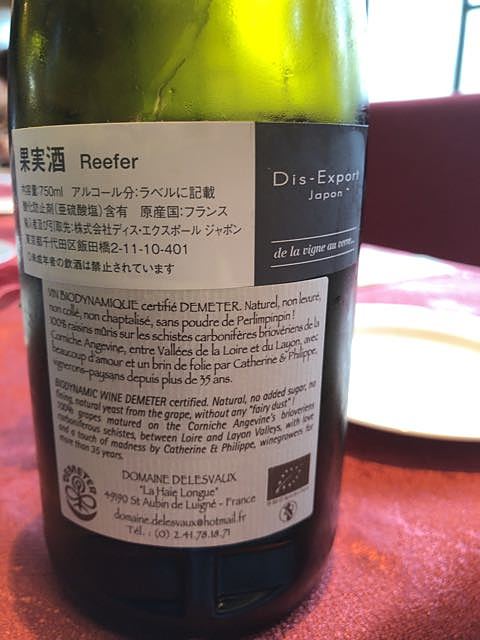 果実酒 Reefer
内容量:750ml アルコール分:ラベルに記載
酸化防止剤(亜硫酸塩)含有 原産国:フランス
輸入者及び引取先:株式会社ディス・エクスポール ジャポン
東京都千代田区飯田橋2-11-10-401
◎未成年者の飲酒は禁止されています
Dis-Export
Japon
de la vigne au verre...
VIN BIODYNAMIQUE certifié DEMETER. Naturel, non levuré,
non collé, non chaptalisé, sans poudre de Perlimpinpin !
100% raisins mûris sur les schistes carbonifères briovériens de la
Corniche Angevine, entre Vallées de la Loire et du Layon, avec
beaucoup d'amour et un brin de folie par Catherine & Philippe,
vignerons-paysans depuis plus de 35 ans.
BIODYNAMIC WINE DEMETER certified. Natural, no added sugar, no
fining, natural yeast from the grape, without any "fairy dust" !
100% grapes matured on the Corniche Angevine's brioveriens
carboniferous schistes, between Loire and Layon Valleys, with love
and a touch of madness by Catherine & Philippe, winegrowers for
more than 35 years.
DEMETER
DOMAINE DELESVAUX
"La Haie Longue"
49190 St Aubin de Luigné - France
domaine.delesvaux@hotmail.fr
Tél. : (0) 2.41.78.18.71